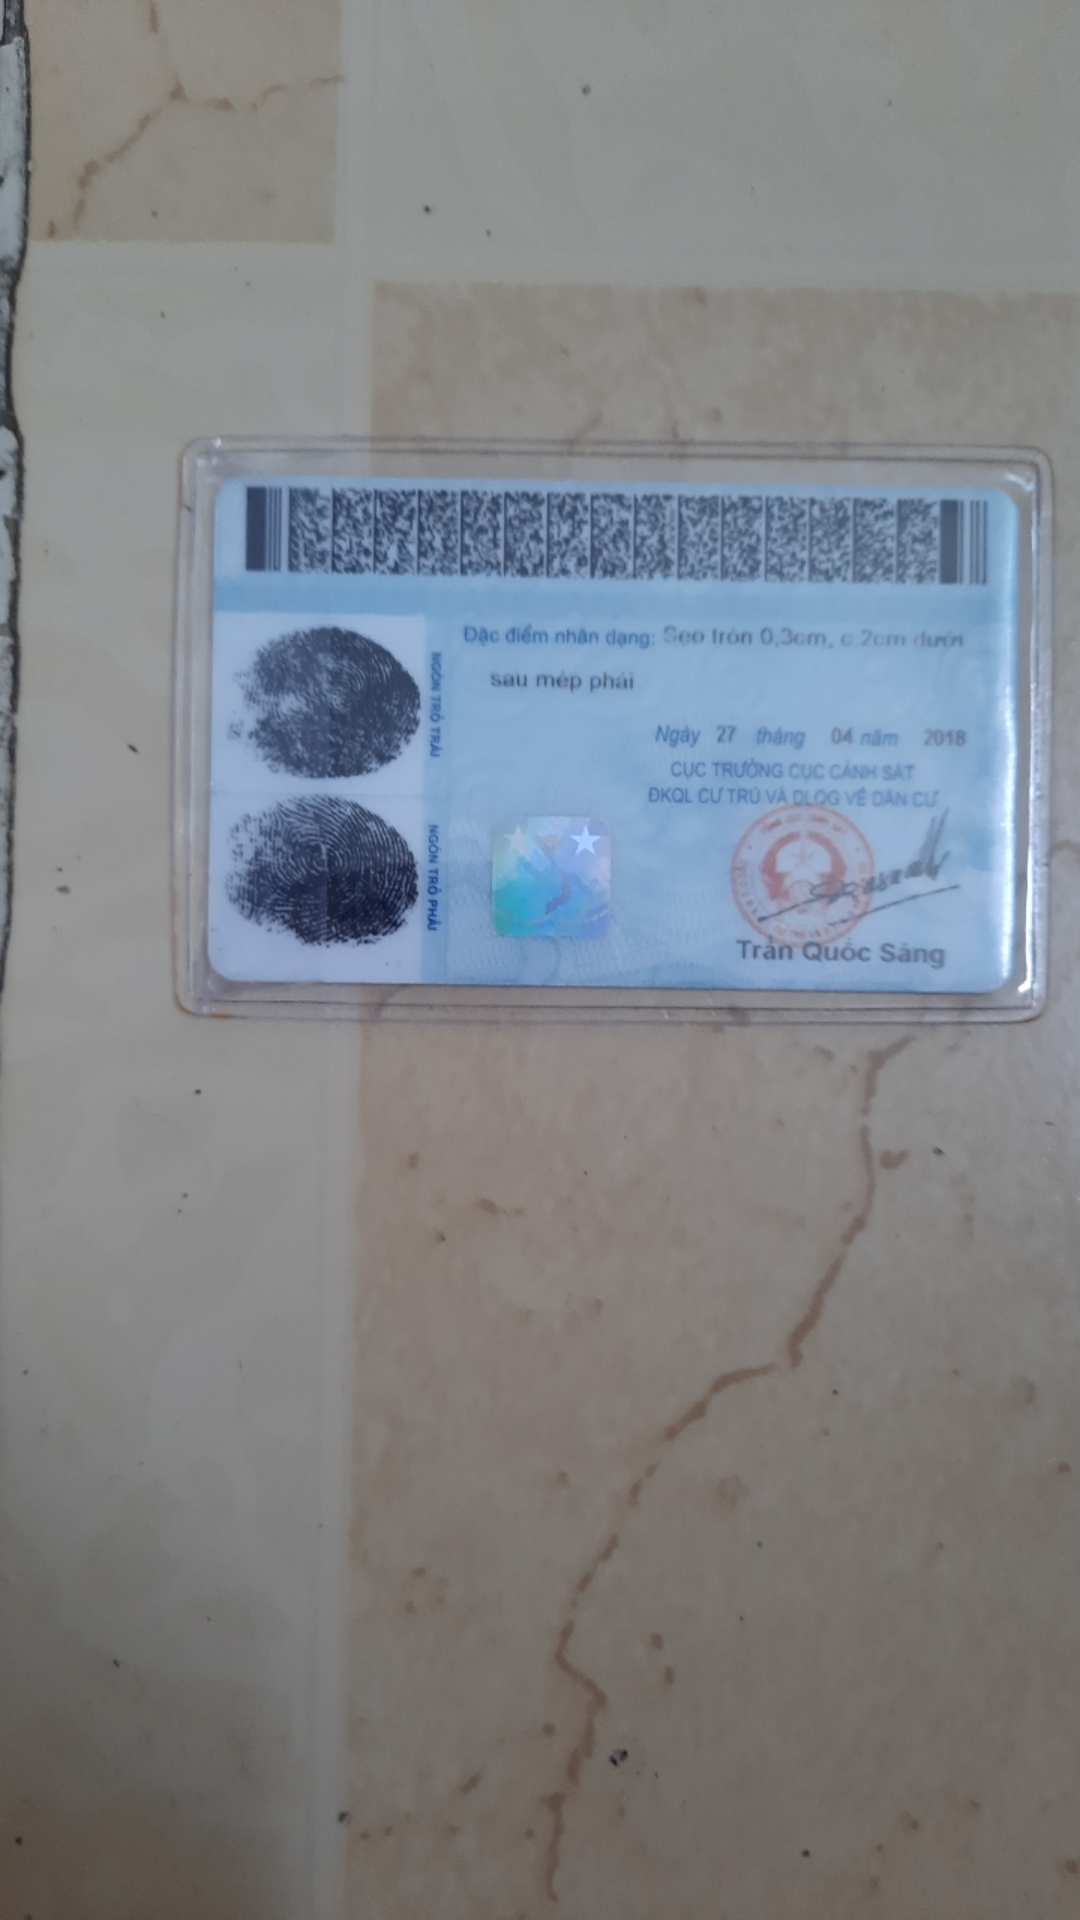 Đặc điểm nhân dạng: Sẹo tròn 0,3cm, c 2cm dưới
sau mép phải
Ngày 27 tháng 04 năm 2018
CỤC TRƯỞNG CỤC CẢNH SÁT
ĐKQL CƯ TRÚ VÀ DLQG VỀ DÂN CƯ
Trần Quốc Sảng
NGÓN TRỎ TRÁI
NGÓN TRỎ PHẢI